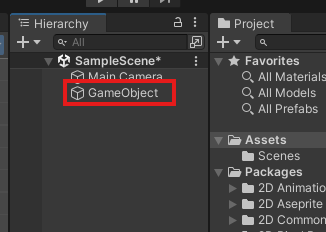 Hierarchy
All
SampleScene*
Main Camera
GameObject
Project
Favorites
All Materials
All Models
All Prefabs
Assets
Scenes
Packages
2D Animatio
2D Aseprite
2D Common